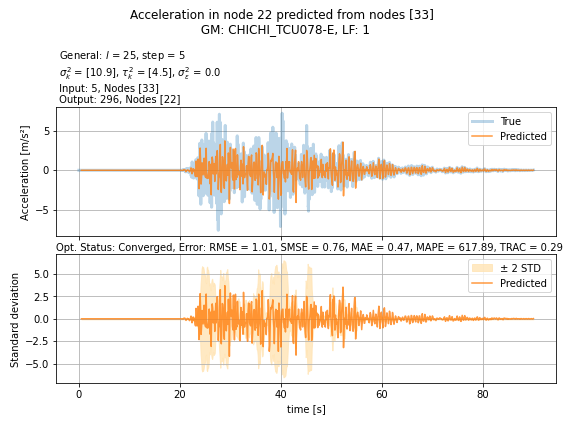 Acceleration in node 22 predicted from nodes [33]
GM: CHICHI_TCU078-E, LF: 1
General: l = 25, step = 5
σ²ₖ = [10.9], τ²ₖ = [4.5], σ²ε = 0.0
Input: 5, Nodes [33]
Output: 296, Nodes [22]
Acceleration [m/s²]
5
0
−5
True
Predicted
Opt. Status: Converged, Error: RMSE = 1.01, SMSE = 0.76, MAE = 0.47, MAPE = 617.89, TRAC = 0.29
Standard deviation
5.0
2.5
0.0
−2.5
−5.0
± 2 STD
Predicted
0 20 40 60 80
time [s]